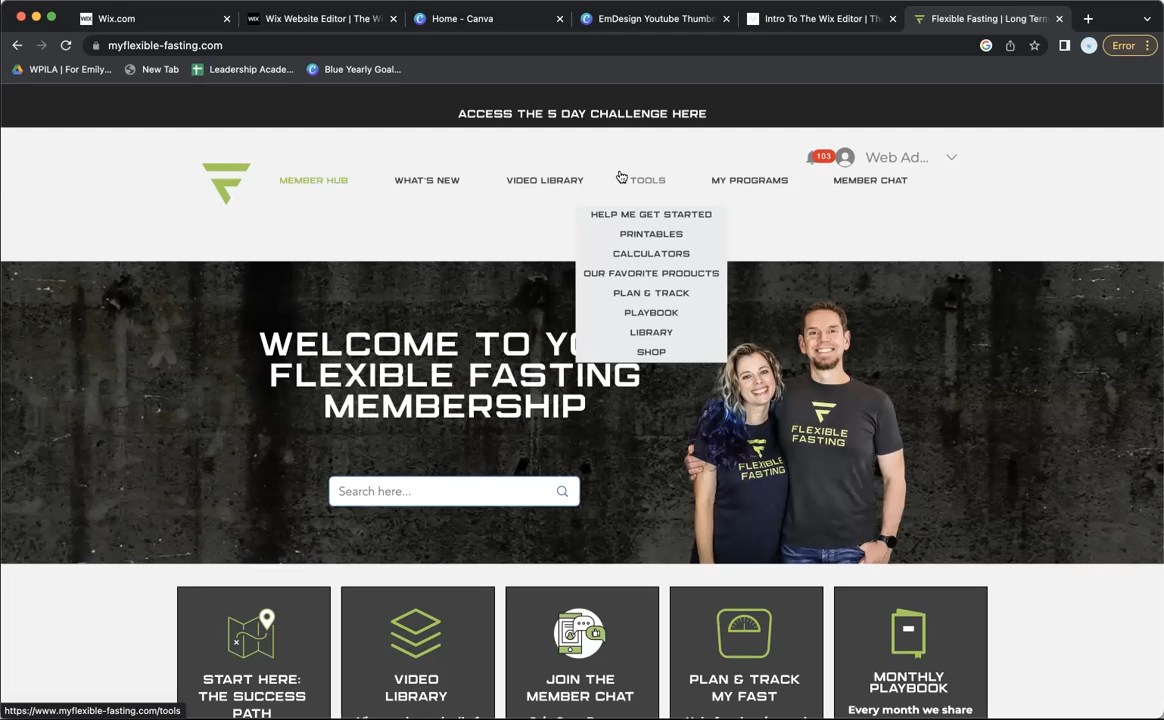 Wix.com
Wix Website Editor | The Wi
Home - Canva
EmDesign Youtube Thumb
Intro To The Wix Editor | The
Flexible Fasting | Long Term
myflexible-fasting.com
Error
WPILA | For Emily...
New Tab
Leadership Acade...
Blue Yearly Goal...
ACCESS THE 5 DAY CHALLENGE HERE
103
Web Ad...
MEMBER HUB
WHAT'S NEW
VIDEO LIBRARY
TOOLS
MY PROGRAMS
MEMBER CHAT
HELP ME GET STARTED
PRINTABLES
CALCULATORS
OUR FAVORITE PRODUCTS
PLAN & TRACK
PLAYBOOK
LIBRARY
SHOP
WELCOME TO YO
FLEXIBLE FASTING
MEMBERSHIP
Search here...
FLEXIBLE
FASTING
FLEXIBLE
FASTING
START HERE:
THE SUCCESS
PATH
VIDEO
LIBRARY
JOIN THE
MEMBER CHAT
PLAN & TRACK
MY FAST
MONTHLY
PLAYBOOK
Every month we share
https://www.myflexible-fasting.com/tools